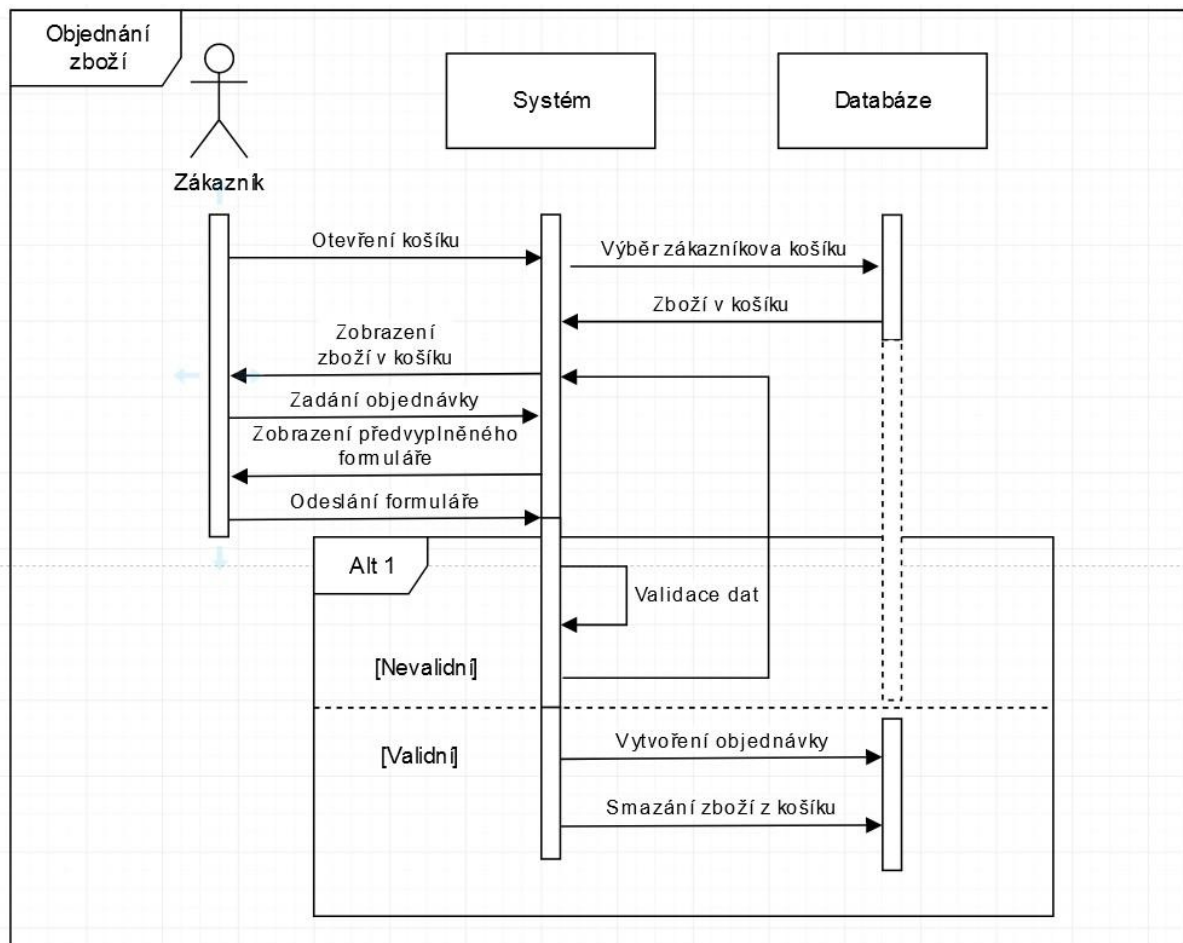 Objednání
zboží
Systém
Databáze
Zákazník
Otevření košíku
Výběr zákazníkova košíku
Zboží v košíku
Zobrazení
zboží v košíku
Zadání objednávky
Zobrazení předvyplněného
formuláře
Odeslání formuláře
Alt 1
Validace dat
[Nevalidní]
[Validní]
Vytvoření objednávky
Smazání zboží z košíku